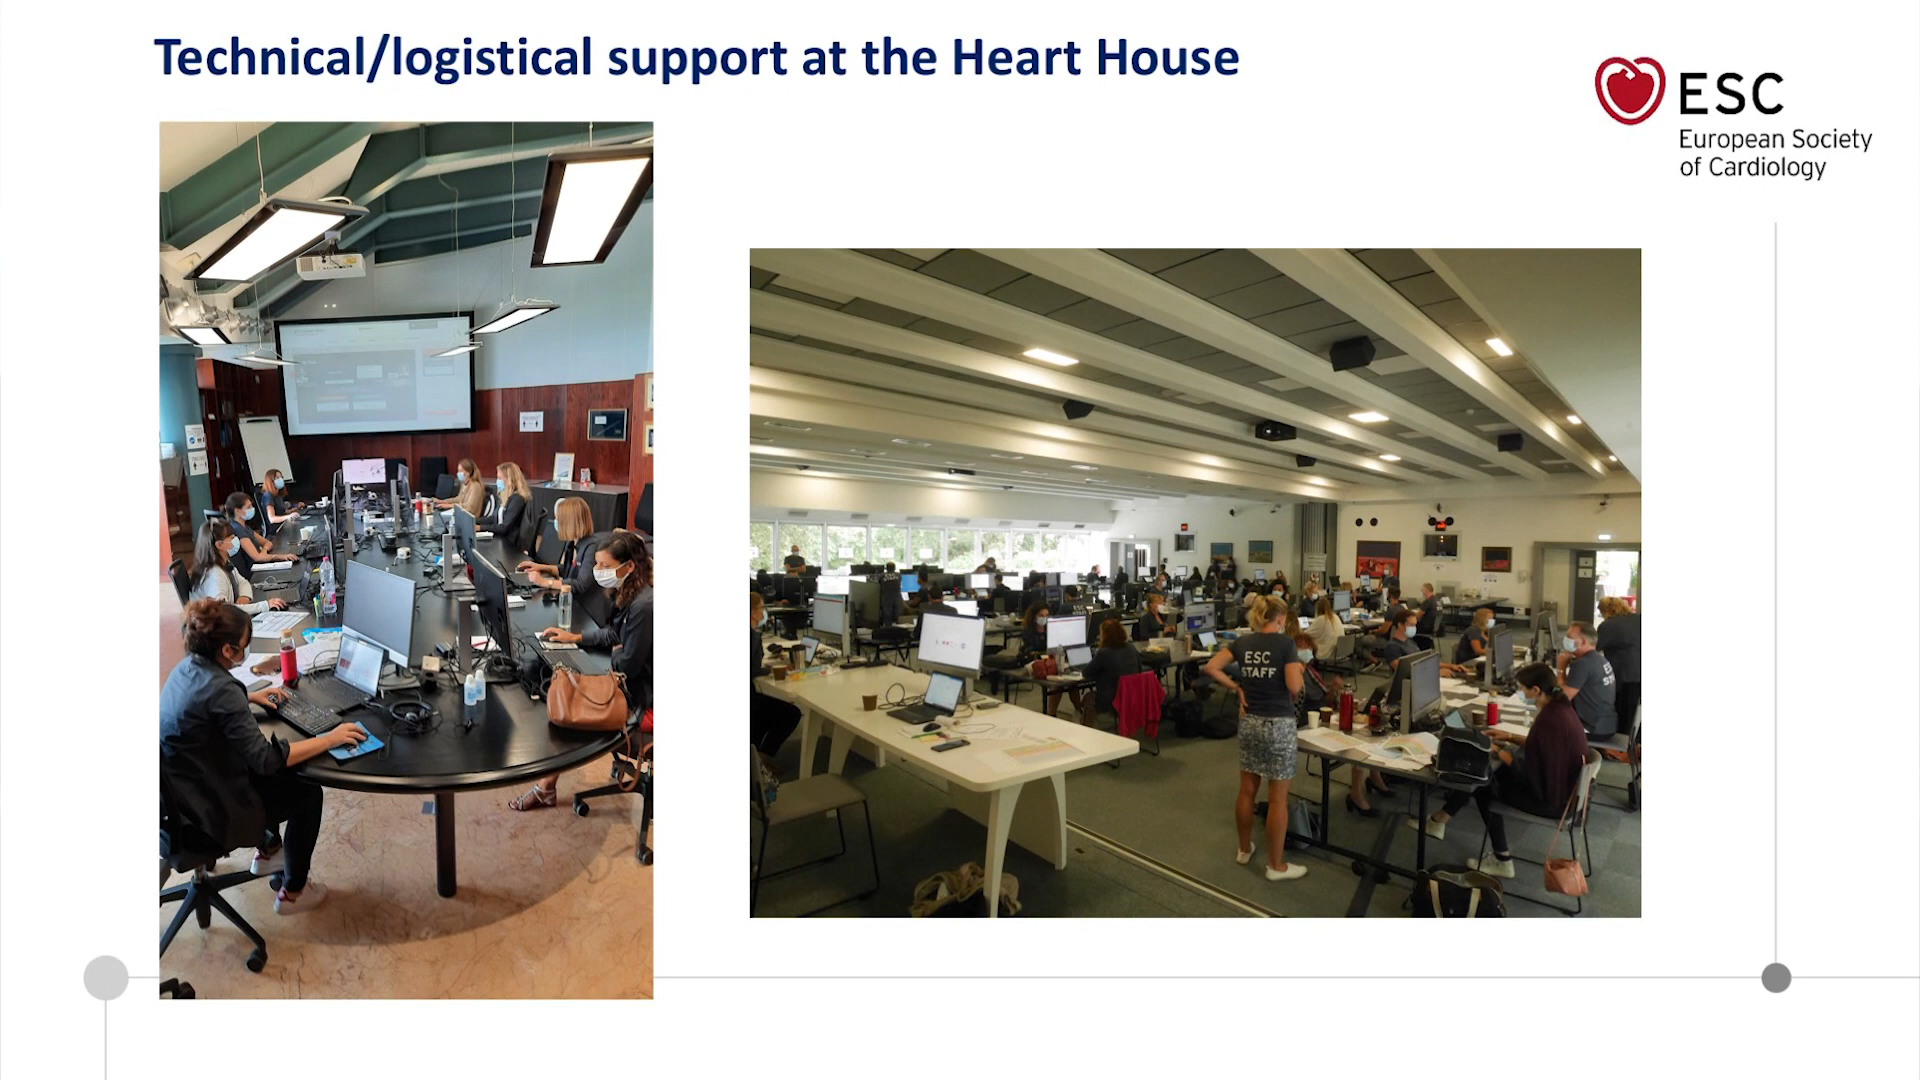 Technical/logistical support at the Heart House
ESC
European Society
of Cardiology
ESC
STAFF